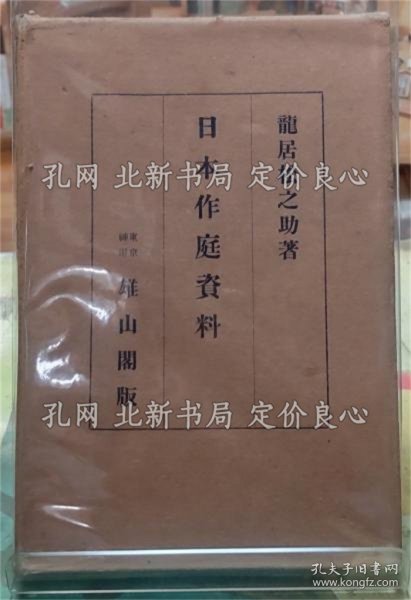 龍居松之助著
日本作庭資料
東京
神田
雄山閣版
孔网 北新书局 定价良心
孔网 北新书局 定价良心
孔夫子旧书网
www.kongfz.com